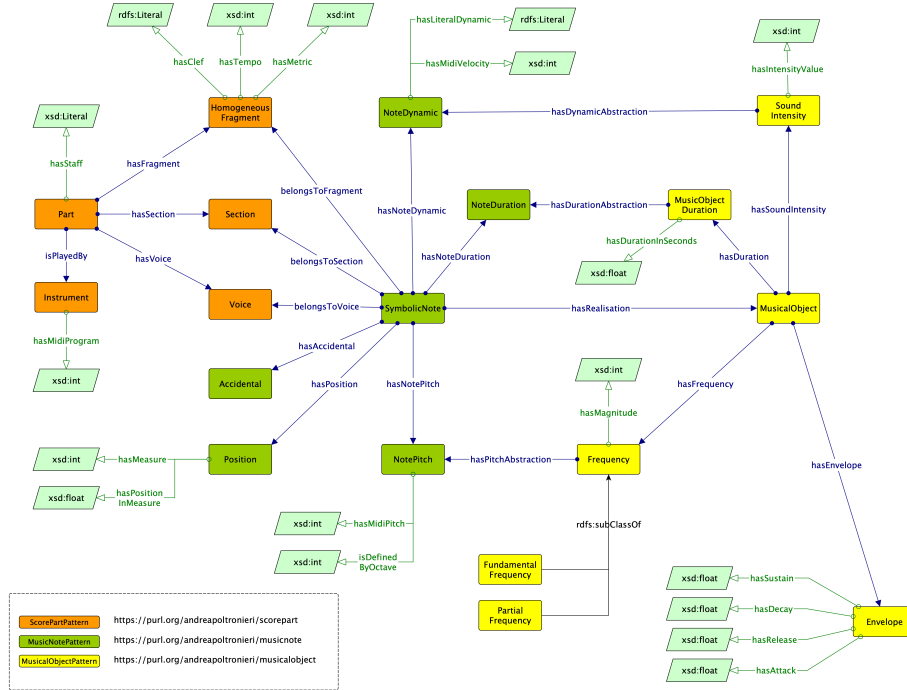 rdfs:Literal
xsd:int
xsd:int
hasLiteralDynamic
rdfs:Literal
xsd:int
hasClef
hasTempo
hasMetric
hasMidiVelocity
xsd:int
hasIntensityValue
Homogeneous
Fragment
NoteDynamic
hasDynamicAbstraction
Sound
Intensity
xsd:Literal
hasStaff
hasFragment
belongsToFragment
Part
hasSection
Section
hasNoteDynamic
NoteDuration
hasDurationAbstraction
MusicObject
Duration
hasSoundIntensity
isPlayedBy
hasVoice
belongsToSection
hasNoteDuration
hasDurationInSeconds
hasDuration
xsd:float
Instrument
Voice
belongsToVoice
SymbolicNote
hasRealisation
MusicalObject
hasMidiProgram
hasAccidental
xsd:int
Accidental
hasPosition
hasNotePitch
xsd:int
hasFrequency
hasMagnitude
xsd:int
hasMeasure
Position
NotePitch
hasPitchAbstraction
Frequency
hasEnvelope
xsd:float
hasPosition
InMeasure
xsd:int
hasMidiPitch
rdfs:subClassOf
xsd:int
isDefined
ByOctave
Fundamental
Frequency
xsd:float
hasSustain
Partial
Frequency
xsd:float
hasDecay
Envelope
xsd:float
hasRelease
xsd:float
hasAttack
ScorePartPattern https://purl.org/andreapoltronieri/scorepart
MusicNotePattern https://purl.org/andreapoltronieri/musicnote
MusicalObjectPattern https://purl.org/andreapoltronieri/musicalobject